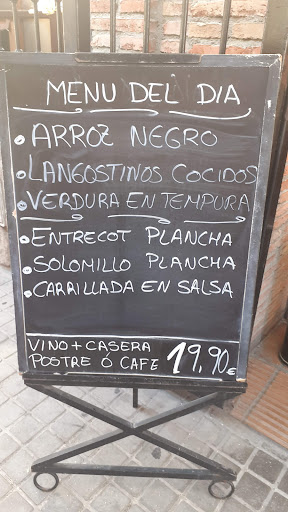 MENU DEL DIA
ARROZ NEGRO
LANGOSTINOS COCIDOS
VERDURA EN TEMPURA
ENTRECOT PLANCHA
SOLOMILLO PLANCHA
CARRILLADA EN SALSA
VINO + CASERA
POSTRE Ó CAFE 19,90€